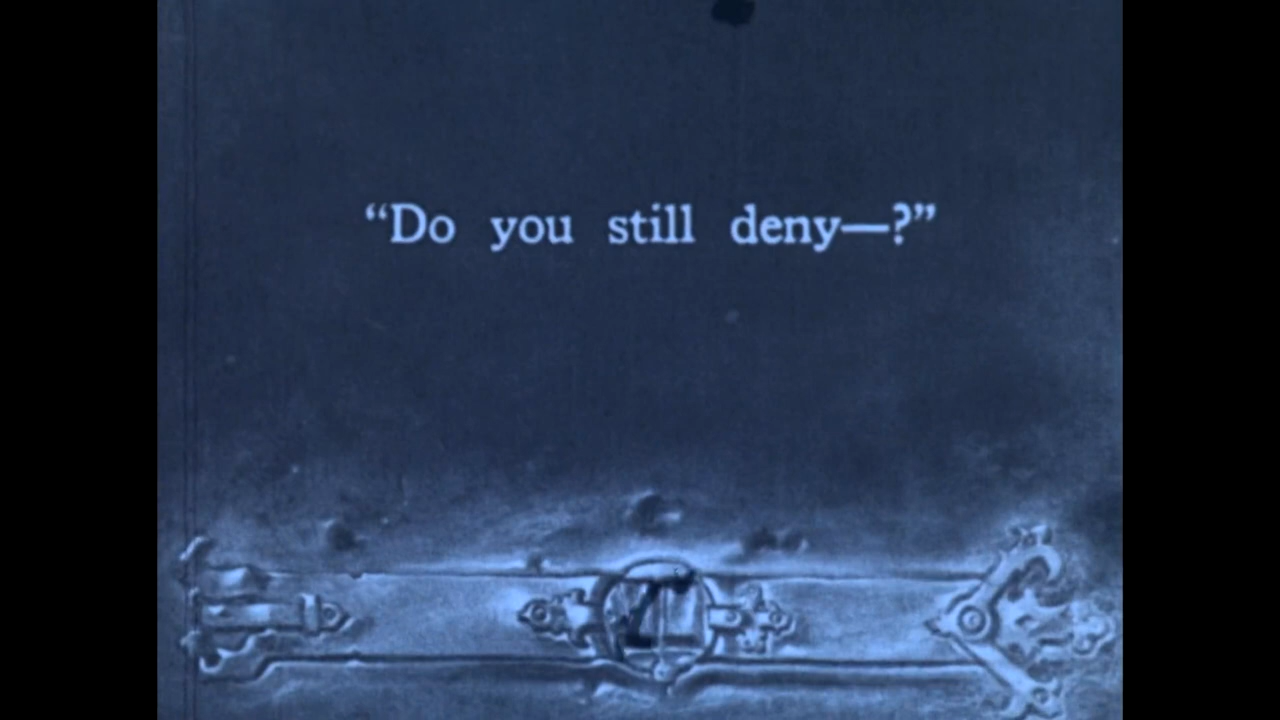 “Do you still deny—?”